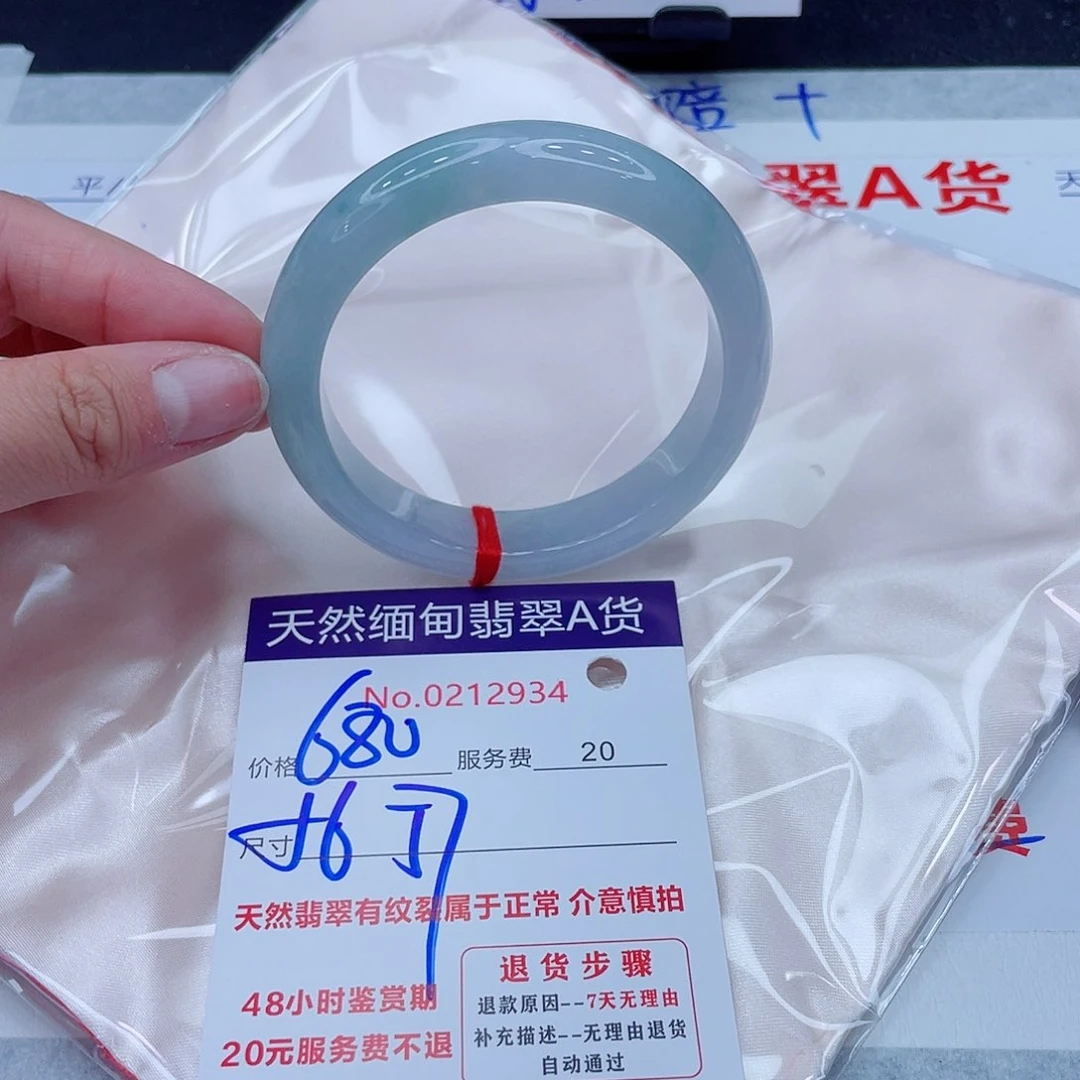 赔 十
翠A货
天
平
天然缅甸翡翠A货
No.0212934
价格 680 服务费 20
尺寸 56
天然翡翠有纹裂属于正常 介意慎拍
48小时鉴赏期
20元服务费不退
退货步骤
退款原因--7天无理由
补充描述--无理由退货
自动通过